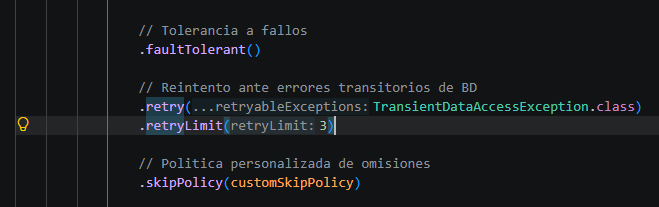 // Tolerancia a fallos
.faultTolerant()
// Reintento ante errores transitorios de BD
.retry(...retryableExceptions: TransientDataAccessException.class)
.retryLimit(retryLimit: 3)
// Politica personalizada de omisiones
.skipPolicy(customSkipPolicy)